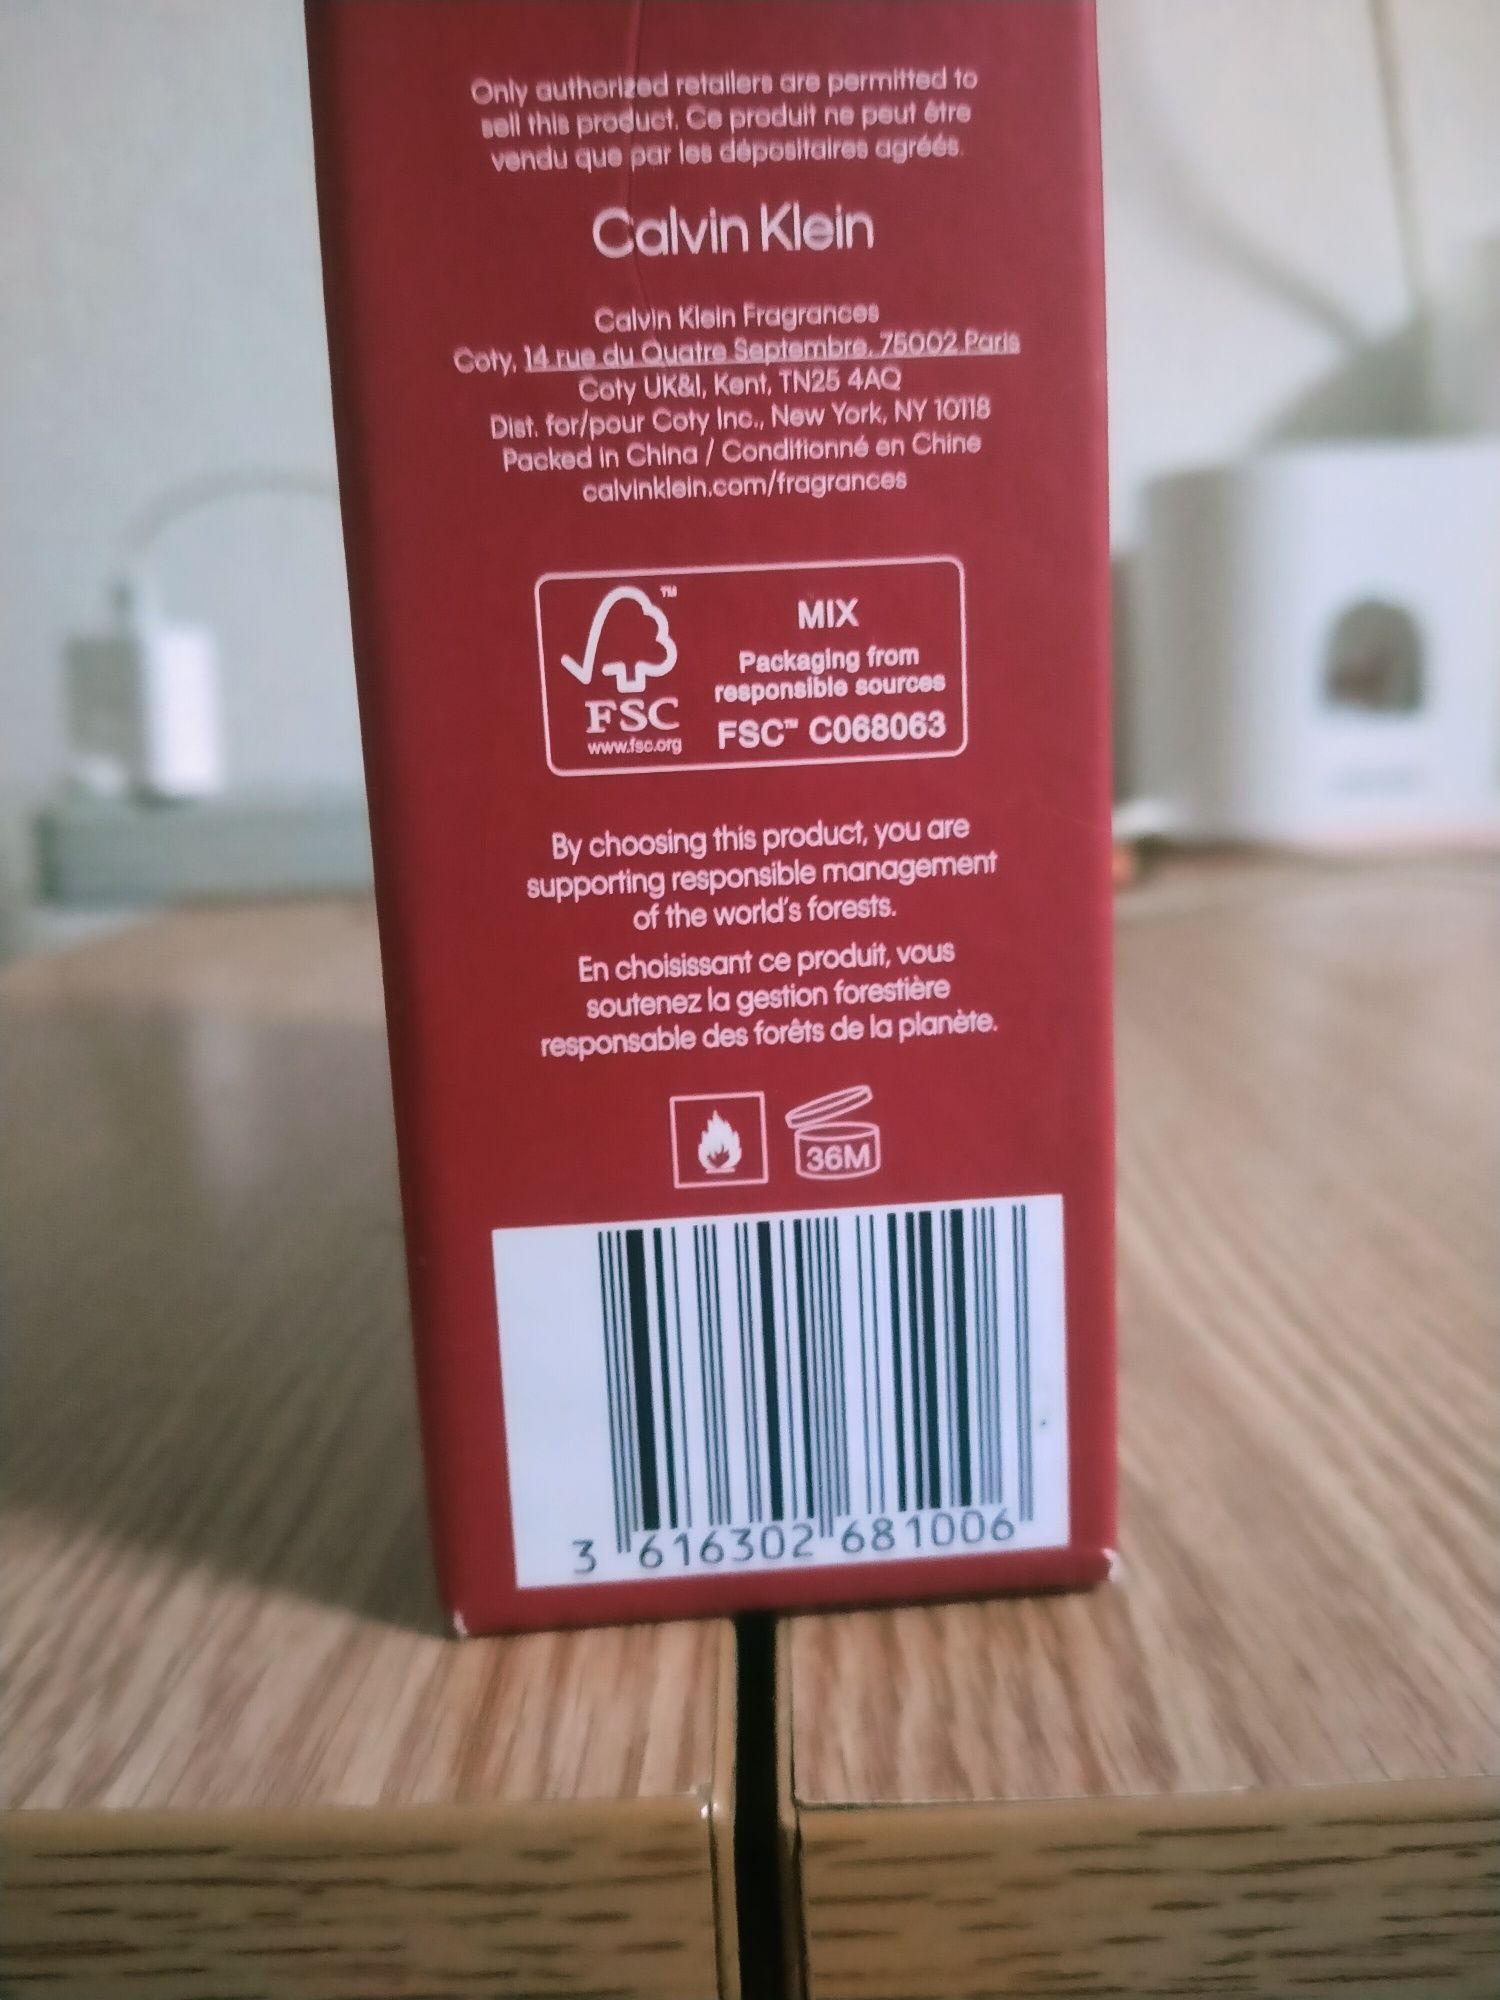 Only authorized retailers are permitted to
sell this product. Ce produit ne peut être
vendu que par les dépositaires agréés.
Calvin Klein
Calvin Klein Fragrances
Coty, 14 rue du Quatre Septembre, 75002 Paris
Coty UK&I, Kent, TN25 4AQ
Dist. for/pour Coty Inc., New York, NY 10118
Packed in China / Conditionné en Chine
calvinklein.com/fragrances
TM
FSC
www.fsc.org
MIX
Packaging from
responsible sources
FSC™ C068063
By choosing this product, you are
supporting responsible management
of the world's forests.
En choisissant ce produit, vous
soutenez la gestion forestière
responsable des forêts de la planète.
36M
3 616302 681006